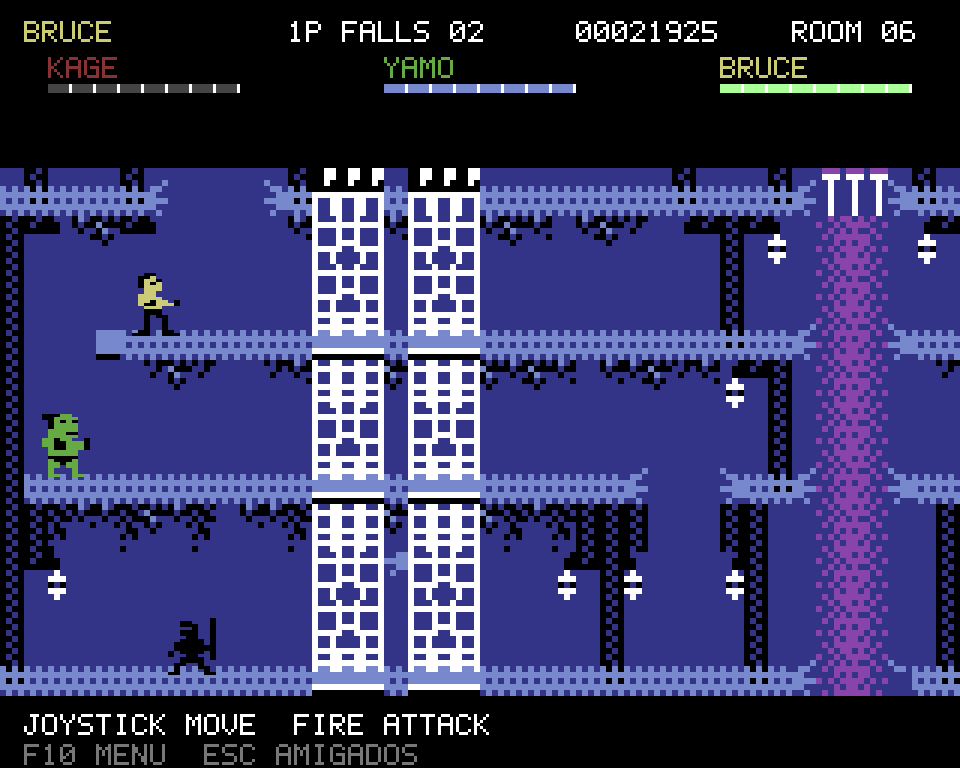 BRUCE 1P FALLS 02 00021925 ROOM 06
KAGE YAMO BRUCE
JOYSTICK MOVE FIRE ATTACK
F10 MENU ESC AMIGADOS